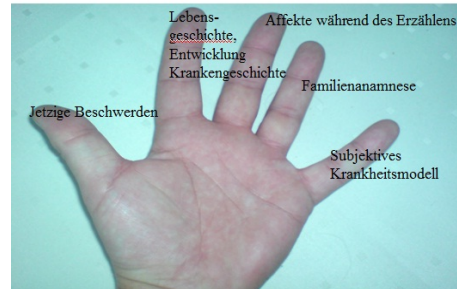 Lebens-
geschichte,
Entwicklung
Krankengeschichte
Affekte während des Erzählens
Familienanamnese
Jetzige Beschwerden
Subjektives
Krankheitsmodell